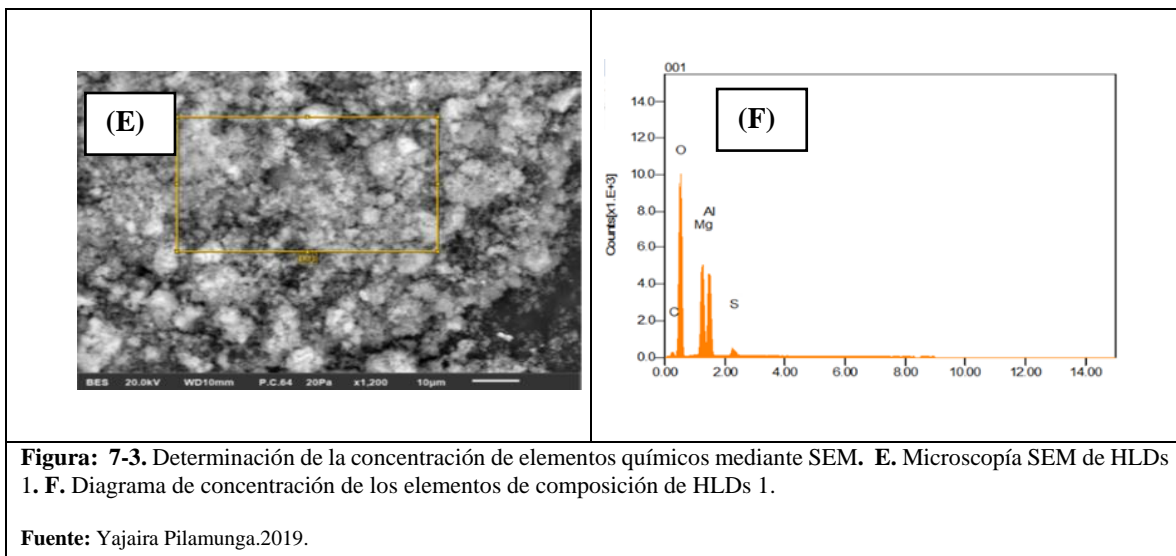 (E)
BES 20.0kV WD10mm P.C.64 20Pa x1,200 10μm
001
(F)
Counts[x1.E+3]
14.0
12.0
10.0
8.0
6.0
4.0
2.0
0.0
O
Al
Mg
C
S
0.00 2.00 4.00 6.00 8.00 10.00 12.00 14.00
Figura: 7-3. Determinación de la concentración de elementos químicos mediante SEM. E. Microscopía SEM de HLDs
1. F. Diagrama de concentración de los elementos de composición de HLDs 1.
Fuente: Yajaira Pilamunga.2019.